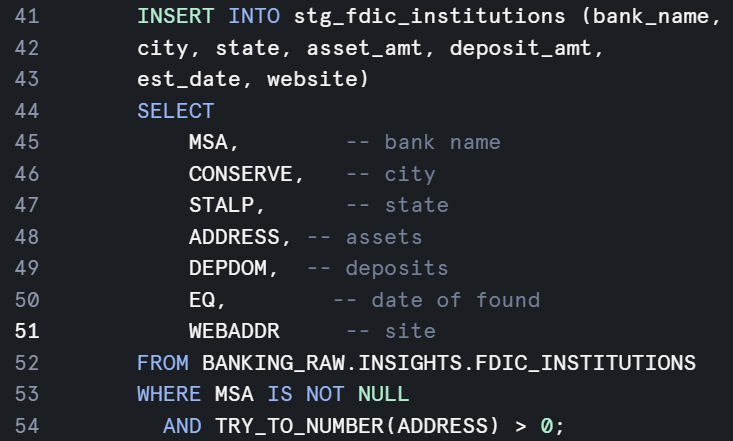 41 INSERT INTO stg_fdic_institutions (bank_name,
42 city, state, asset_amt, deposit_amt,
43 est_date, website)
44 SELECT
45 MSA, -- bank name
46 CONSERVE, -- city
47 STALP, -- state
48 ADDRESS, -- assets
49 DEPDOM, -- deposits
50 EQ, -- date of found
51 WEBADDR -- site
52 FROM BANKING_RAW.INSIGHTS.FDIC_INSTITUTIONS
53 WHERE MSA IS NOT NULL
54 AND TRY_TO_NUMBER(ADDRESS) > 0;